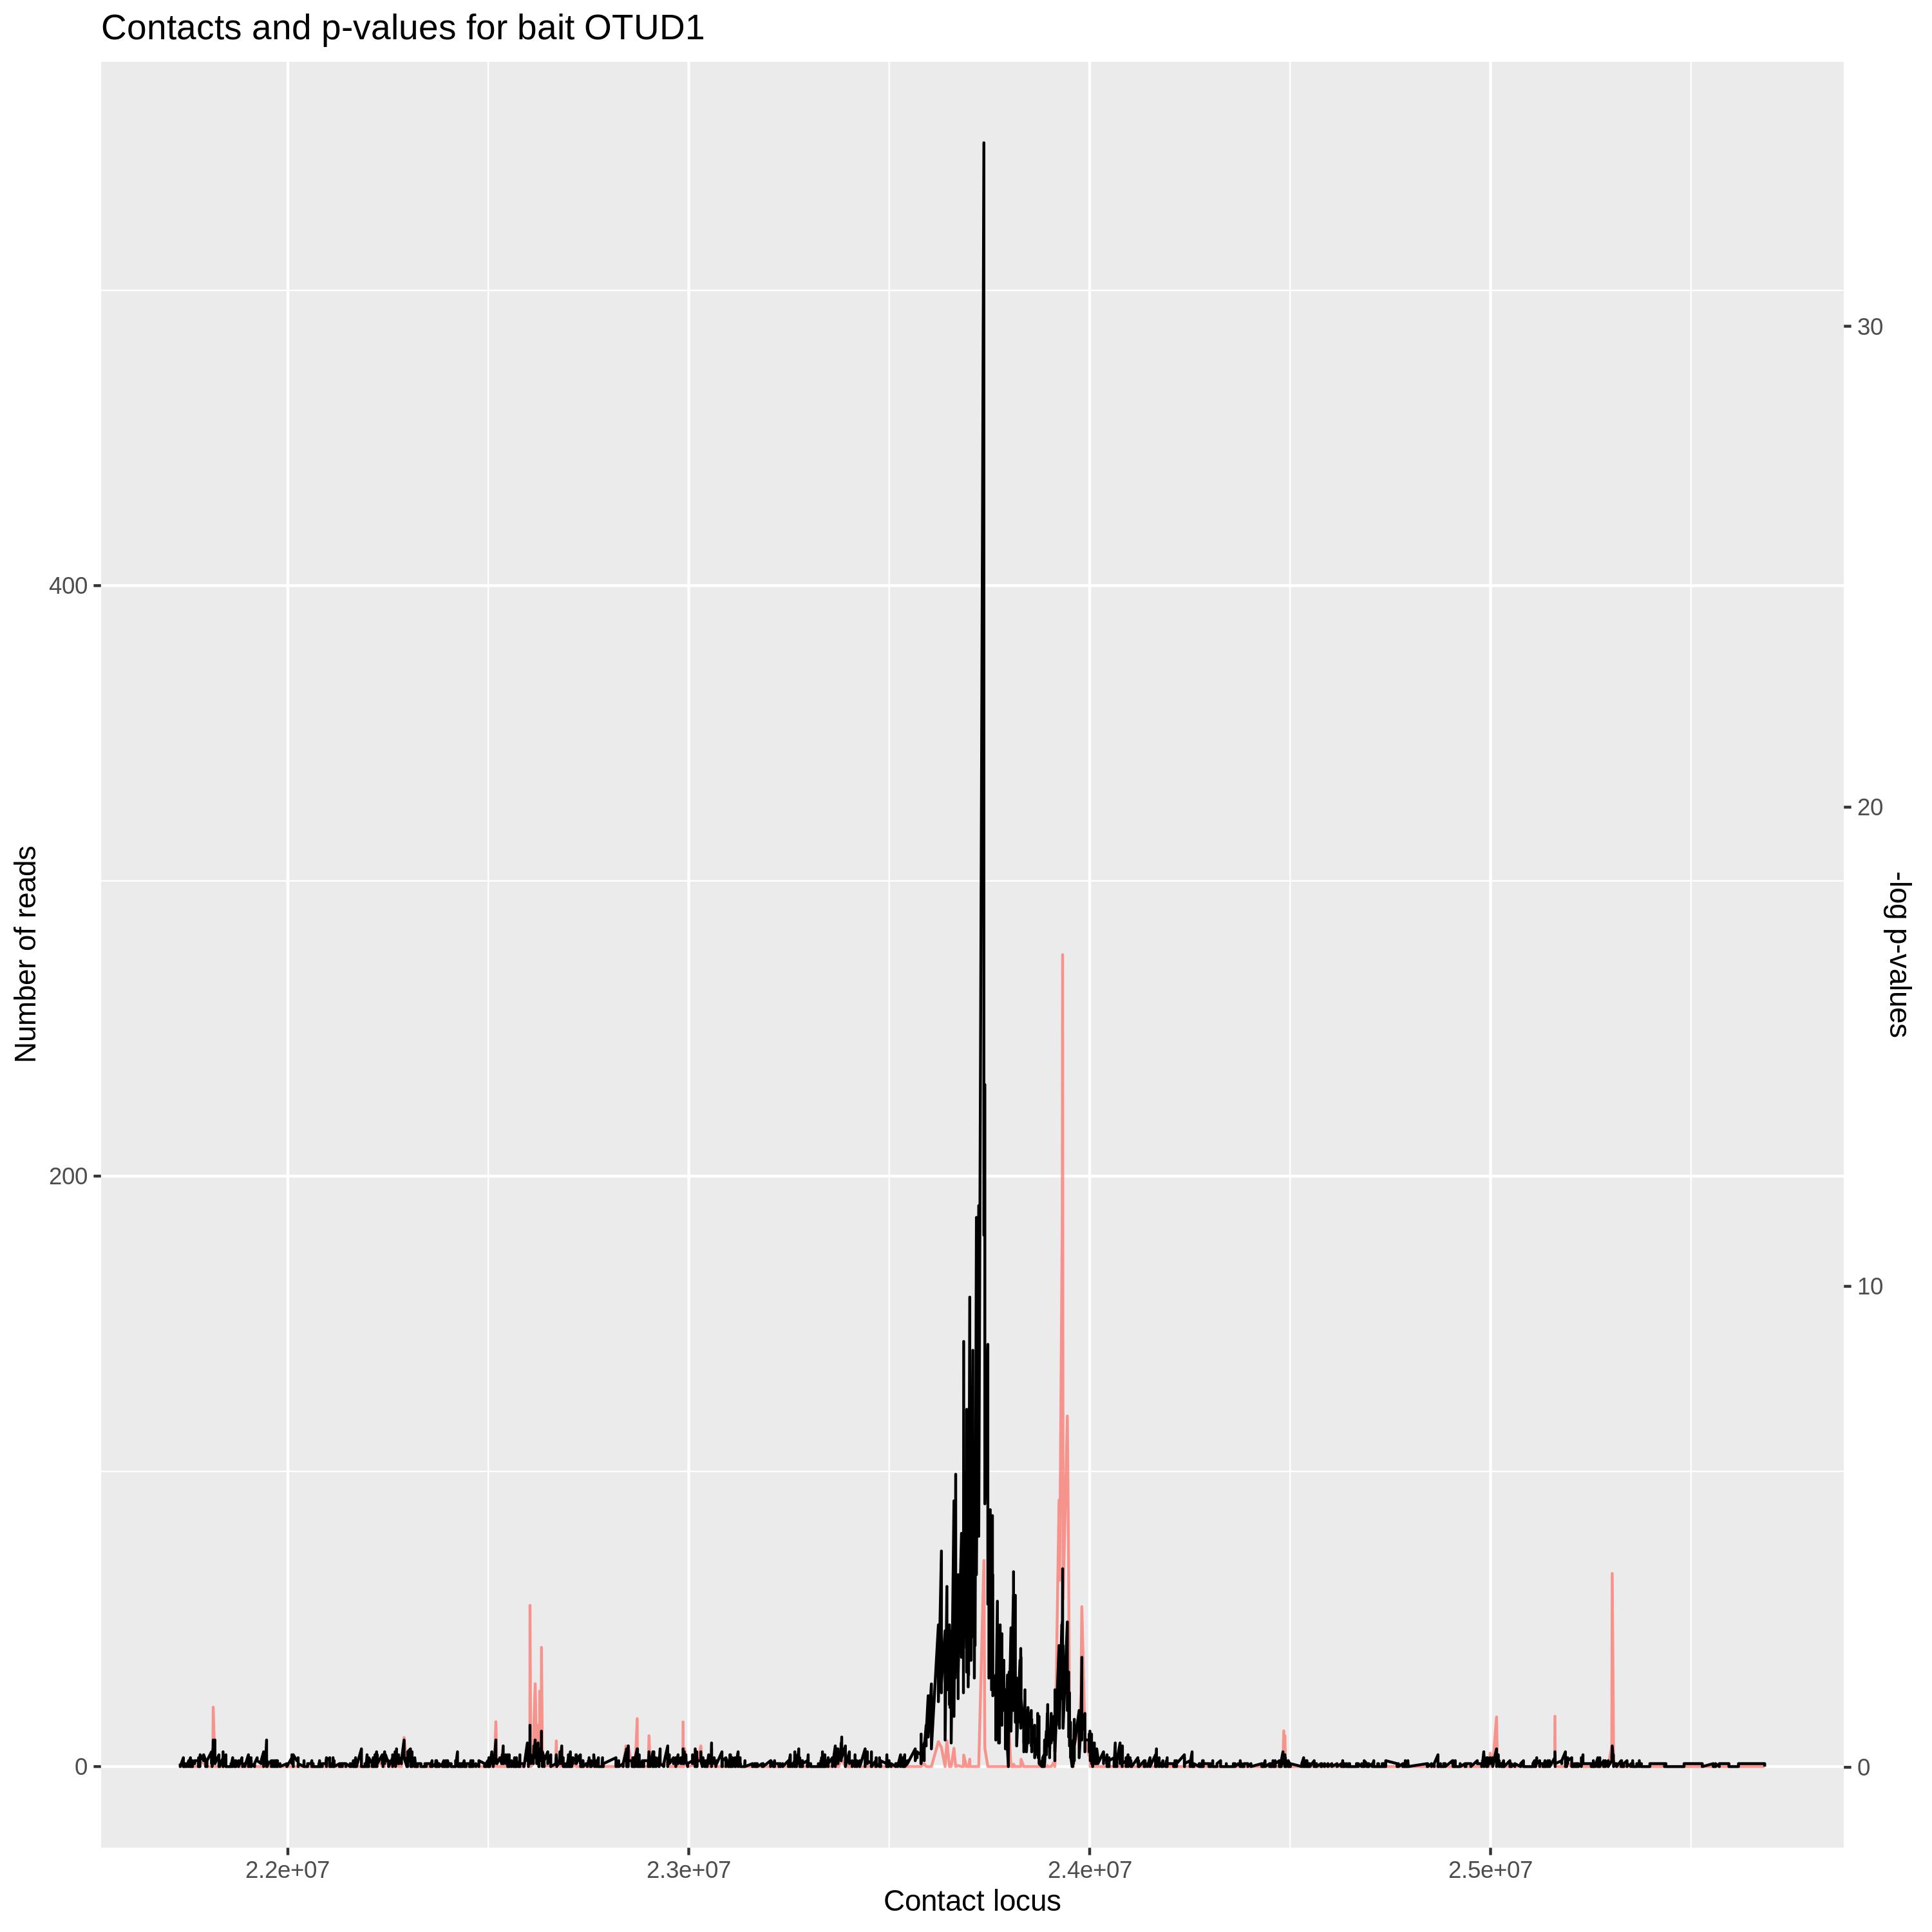 Contacts and p-values for bait OTUD1
Number of reads
400
200
0
30
20
10
0
-log p-values
2.2e+07 2.3e+07 2.4e+07 2.5e+07
Contact locus